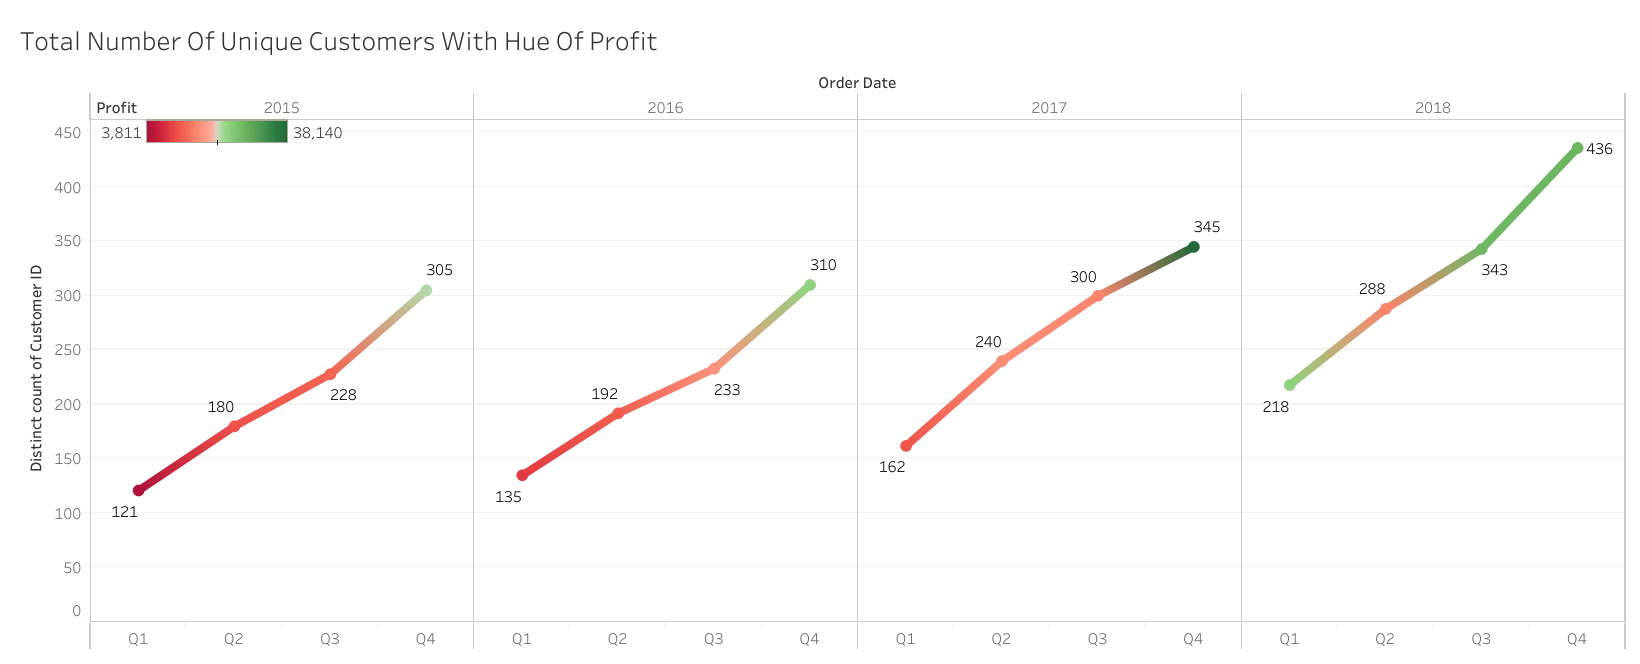 Total Number Of Unique Customers With Hue Of Profit
Order Date
Profit
2015 2016 2017 2018
3,811 38,140
Distinct count of Customer ID
450
400
350
300
250
200
150
100
50
0
121 180 228 305
135 192 233 310
162 240 300 345
218 288 343 436
Q1 Q2 Q3 Q4 Q1 Q2 Q3 Q4 Q1 Q2 Q3 Q4 Q1 Q2 Q3 Q4